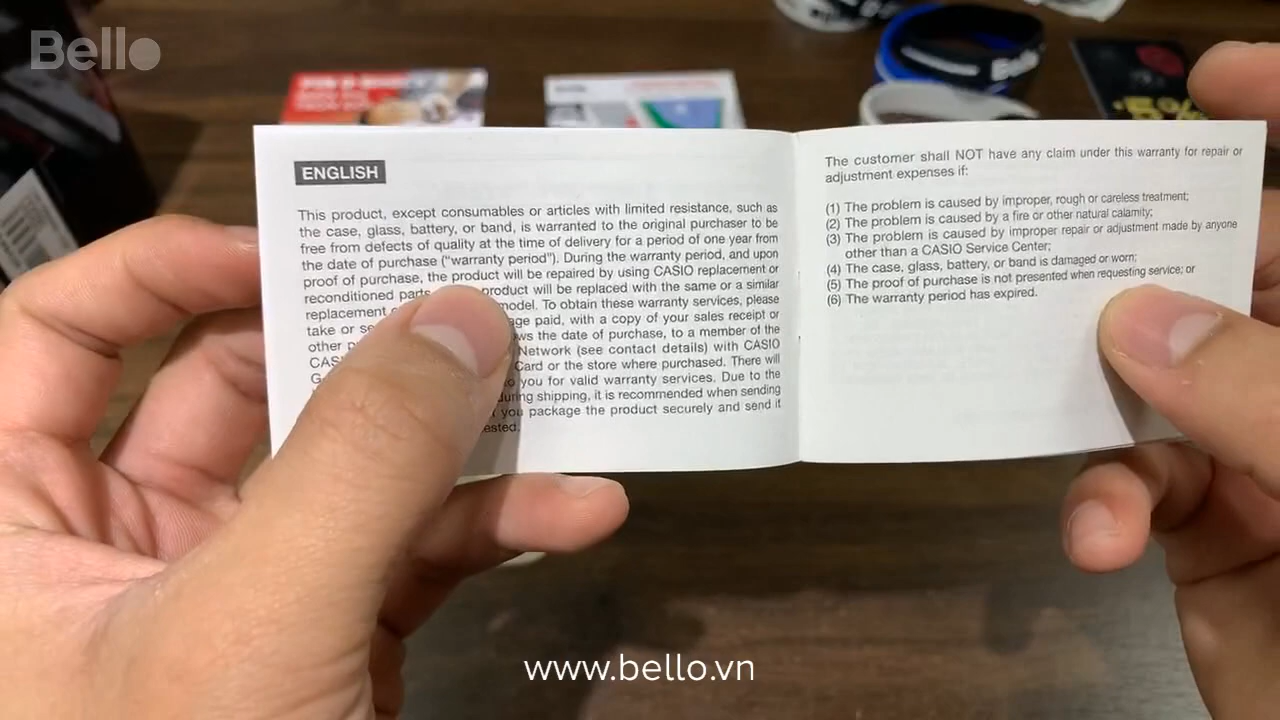 Bello
Bello
5%
ENGLISH
This product, except consumables or articles with limited resistance, such as
the case, glass, battery, or band, is warranted to the original purchaser to be
free from defects of quality at the time of delivery for a period of one year from
the date of purchase ("warranty period"). During the warranty period, and upon
proof of purchase, the product will be repaired by using CASIO replacement or
reconditioned parts product will be replaced with the same or a similar
replacement model. To obtain these warranty services, please
take or paid, with a copy of your sales receipt or
other the date of purchase, to a member of the
Network (see contact details) with CASIO
Card or the store where purchased. There will
you for valid warranty services. Due to the
during shipping, it is recommended when sending
you package the product securely and send it
The customer shall NOT have any claim under this warranty for repair or
adjustment expenses if:
(1) The problem is caused by improper, rough or careless treatment;
(2) The problem is caused by a fire or other natural calamity;
(3) The problem is caused by improper repair or adjustment made by anyone
other than a CASIO Service Center;
(4) The case, glass, battery, or band is damaged or worn;
(5) The proof of purchase is not presented when requesting service; or
(6) The warranty period has expired.
www.bello.vn